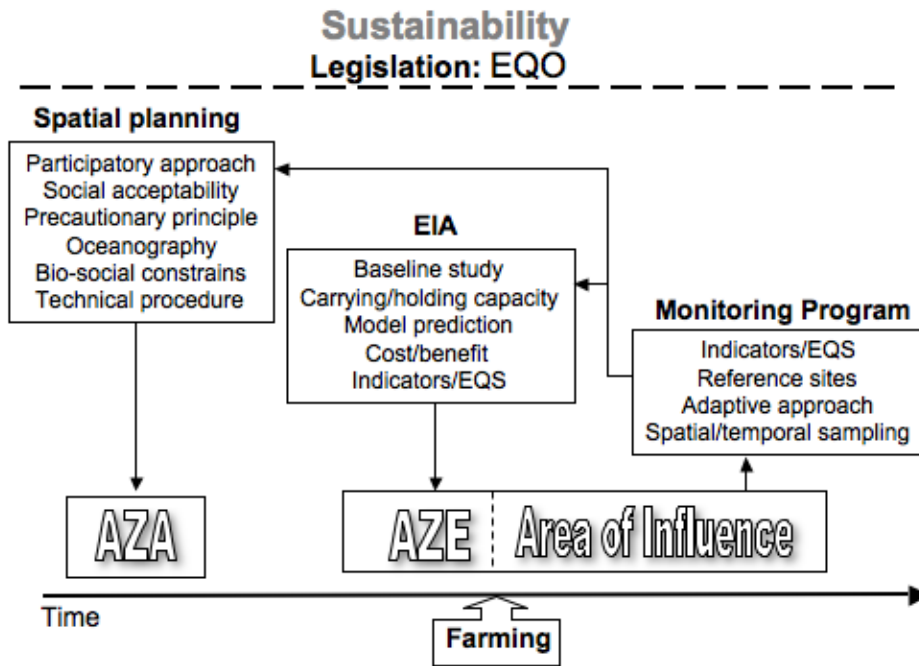 Sustainability
Legislation: EQO
Spatial planning
Participatory approach
Social acceptability
Precautionary principle
Oceanography
Bio-social constrains
Technical procedure
EIA
Baseline study
Carrying/holding capacity
Model prediction
Cost/benefit
Indicators/EQS
Monitoring Program
Indicators/EQS
Reference sites
Adaptive approach
Spatial/temporal sampling
AZA
AZE
Area of Influence
Time
Farming